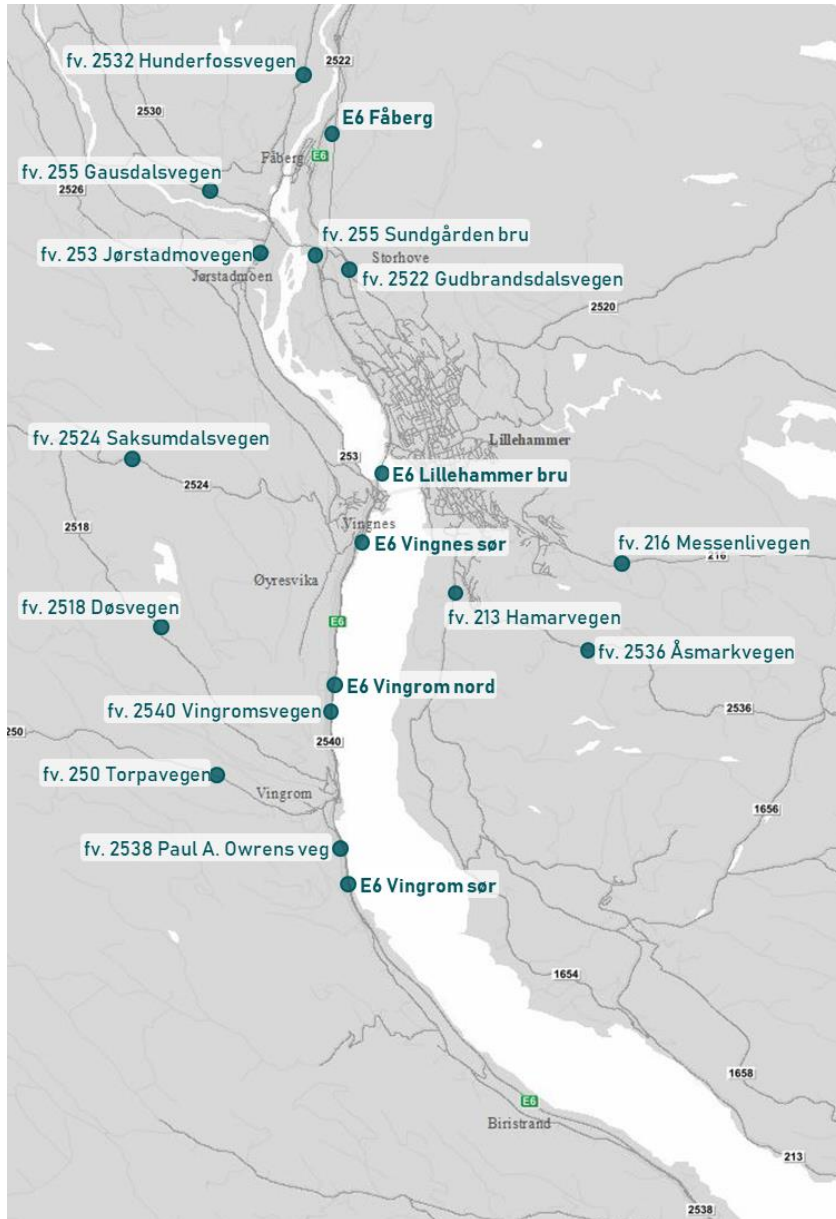 fv. 2532 Hunderfossvegen
2522
2530
E6 Fåberg
Fåberg
E6
fv. 255 Gausdalsvegen
2526
fv. 255 Sundgården bru
fv. 253 Jørstadmovegen
Storhove
Jørstadmoen
fv. 2522 Gudbrandsdalsvegen
2520
fv. 2524 Saksumdalsvegen
Lillehammer
253
E6 Lillehammer bru
2524
2518
Vingnes
E6 Vingnes sør
216
fv. 216 Messenlivegen
Øyresvika
fv. 2518 Døsvegen
fv. 213 Hamarvegen
E6
fv. 2536 Åsmarkvegen
E6 Vingrom nord
2536
fv. 2540 Vingromsvegen
250
2540
fv. 250 Torpavegen
Vingrom
1656
fv. 2538 Paul A. Owrens veg
E6 Vingrom sør
1654
1658
E6
Biristrand
213
2538